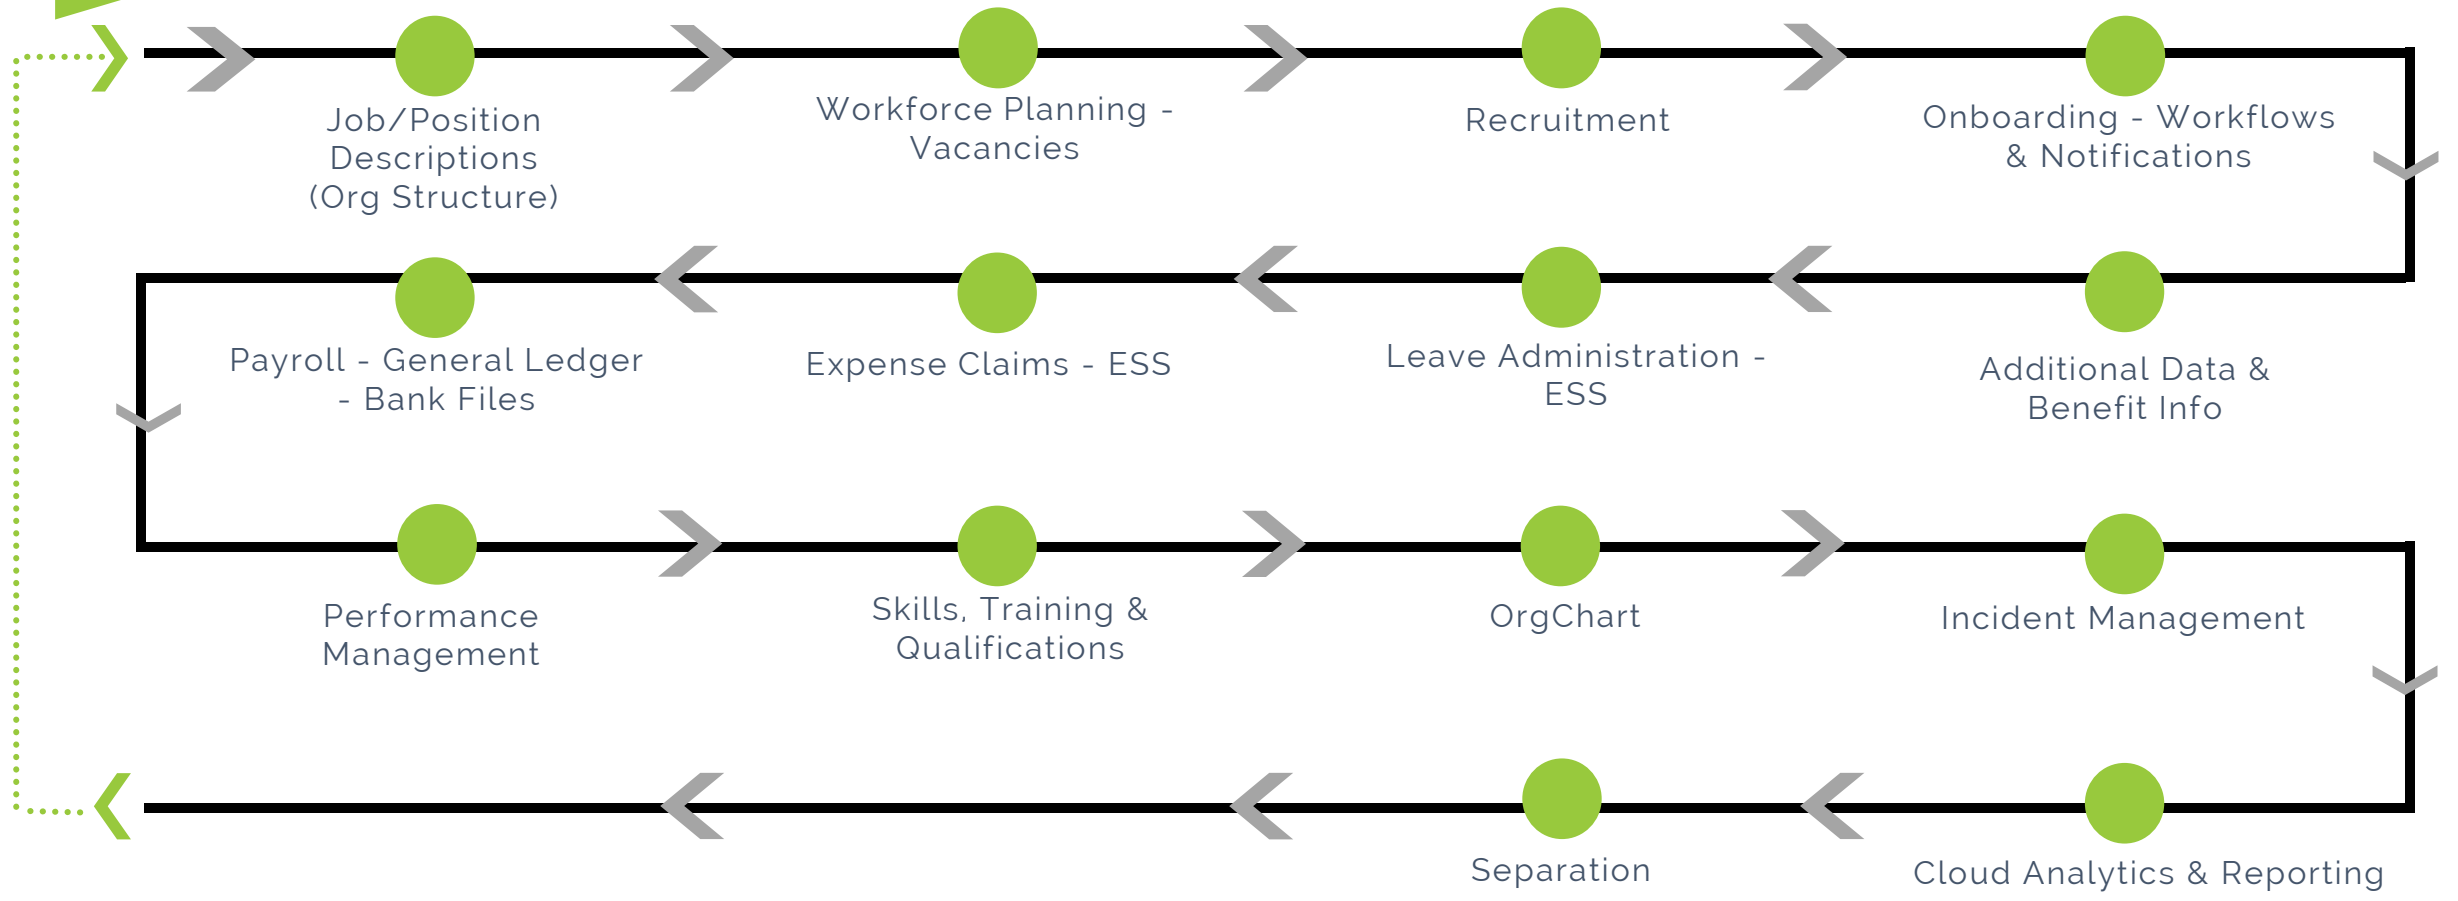 Job/Position
Descriptions
(Org Structure)
Workforce Planning -
Vacancies
Recruitment
Onboarding - Workflows
& Notifications
Payroll - General Ledger
- Bank Files
Expense Claims - ESS
Leave Administration -
ESS
Additional Data &
Benefit Info
Performance
Management
Skills, Training &
Qualifications
OrgChart
Incident Management
Separation
Cloud Analytics & Reporting